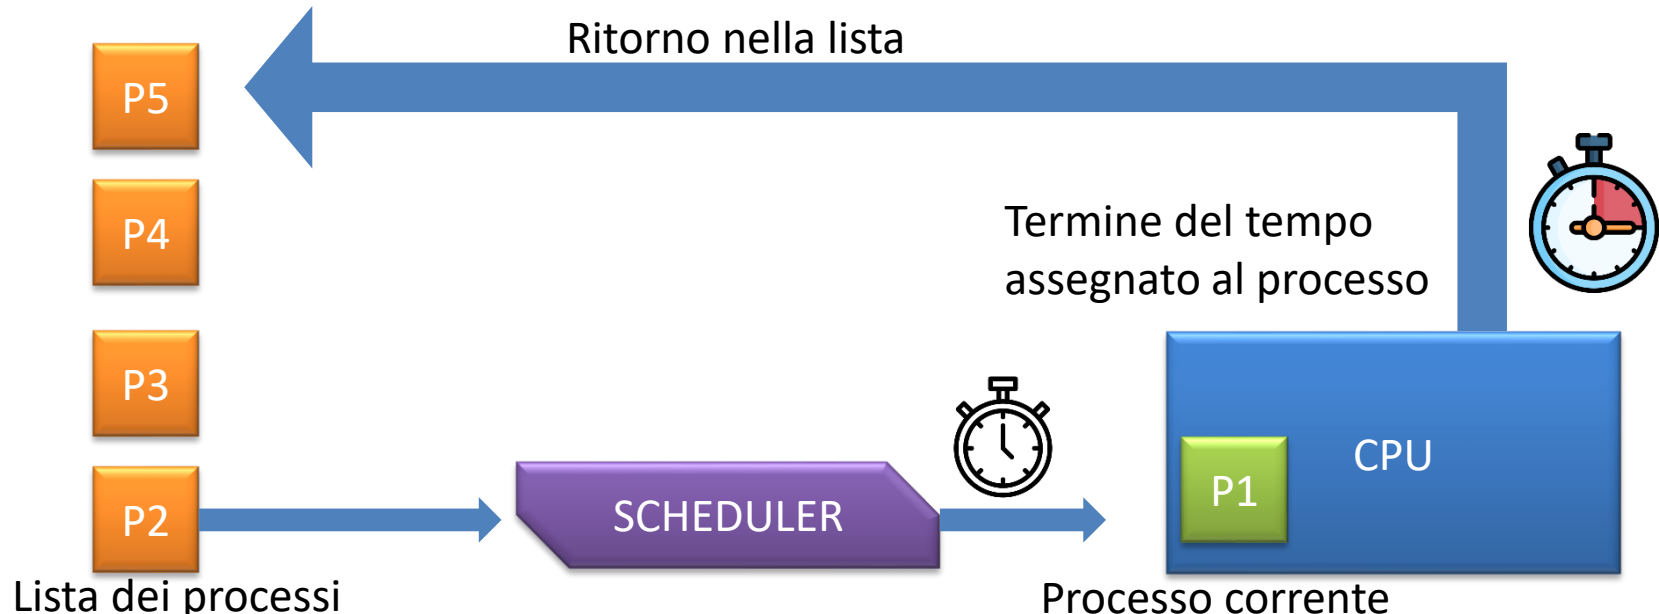 Ritorno nella lista
P5
P4
Termine del tempo
assegnato al processo
P3
P2
SCHEDULER
P1
CPU
Lista dei processi
Processo corrente